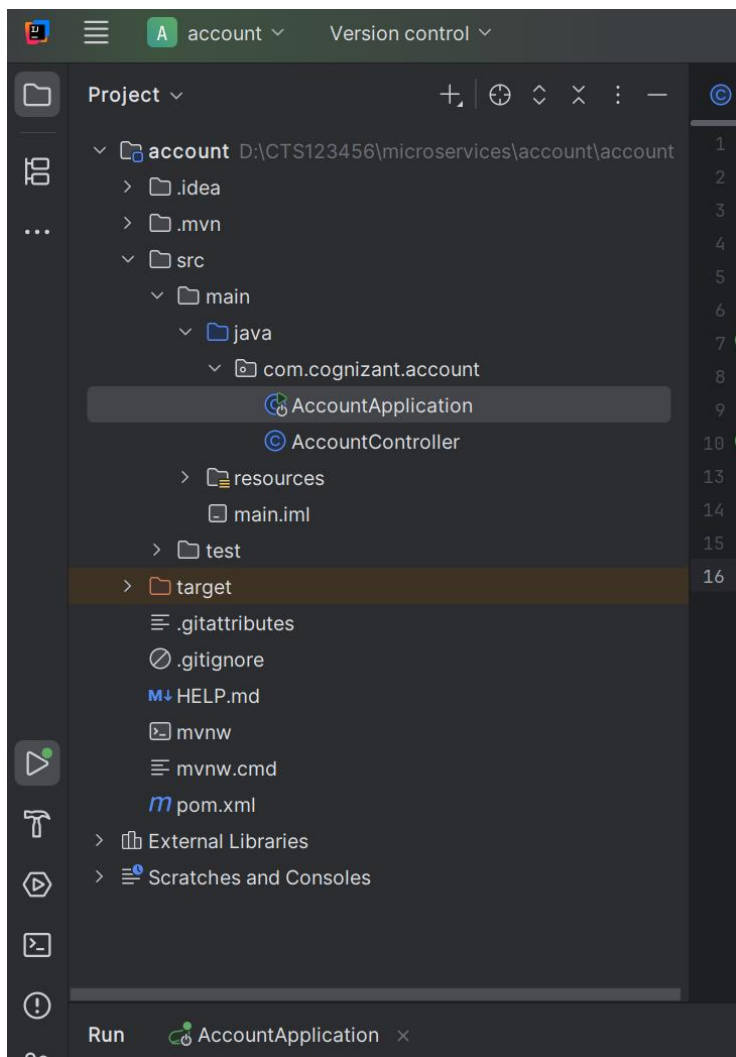 A account Version control
Project
account D:\CTS123456\microservices\account\account
.idea
.mvn
src
main
java
com.cognizant.account
AccountApplication
AccountController
resources
main.iml
test
target
.gitattributes
.gitignore
M↓ HELP.md
mvnw
mvnw.cmd
m pom.xml
External Libraries
Scratches and Consoles
1
2
3
4
5
6
7
8
9
10
13
14
15
16
Run AccountApplication